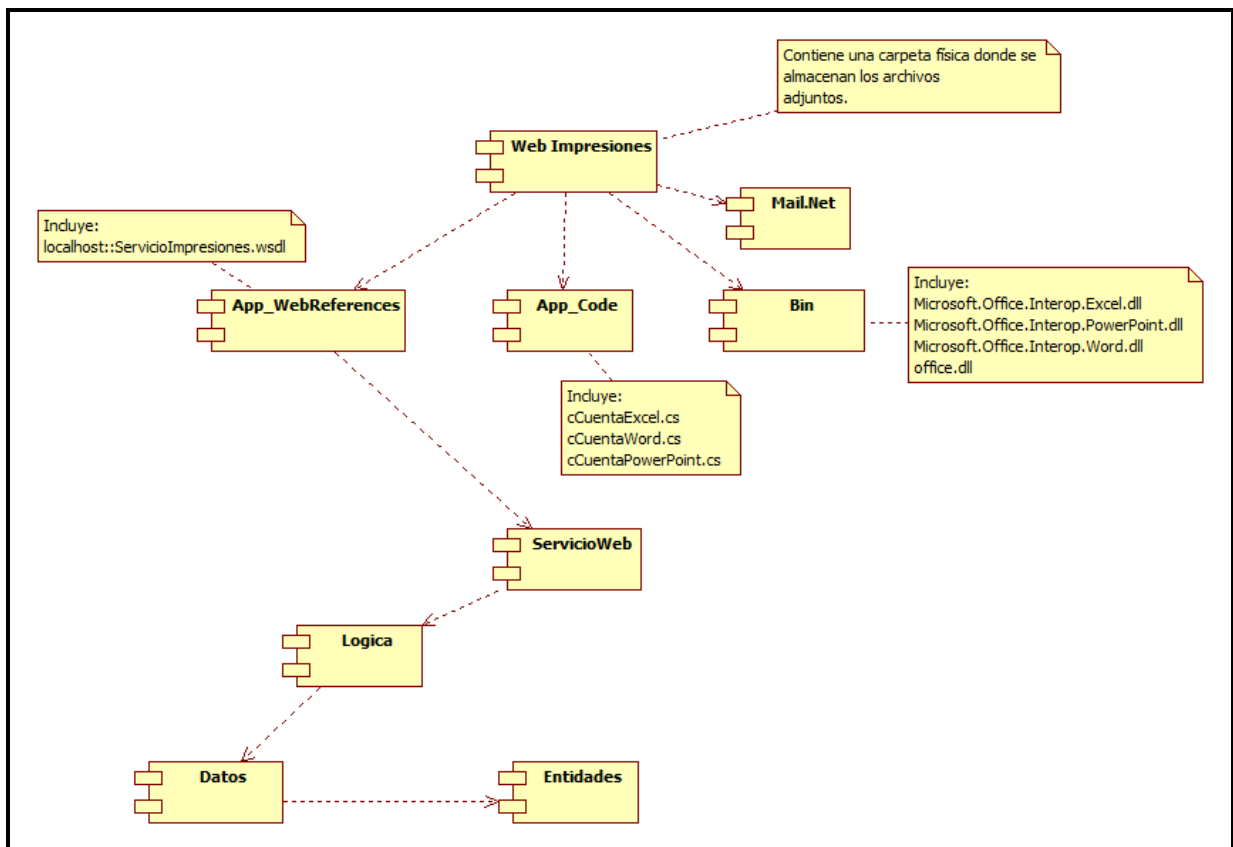 Contiene una carpeta física donde se
almacenan los archivos
adjuntos.
Web Impresiones
Mail.Net
Incluye:
localhost::ServicioImpresiones.wsdl
App_WebReferences
App_Code
Bin
Incluye:
Microsoft.Office.Interop.Excel.dll
Microsoft.Office.Interop.PowerPoint.dll
Microsoft.Office.Interop.Word.dll
office.dll
Incluye:
cCuentaExcel.cs
cCuentaWord.cs
cCuentaPowerPoint.cs
ServicioWeb
Logica
Datos
Entidades